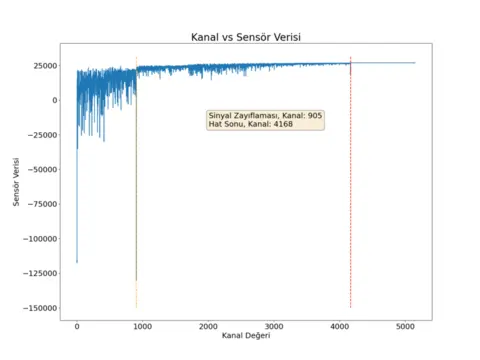 Kanal vs Sensör Verisi
25000
0
−25000
−50000
−75000
−100000
−125000
−150000
Sensör Verisi
Sinyal Zayıflaması, Kanal: 905
Hat Sonu, Kanal: 4168
0 1000 2000 3000 4000 5000
Kanal Değeri